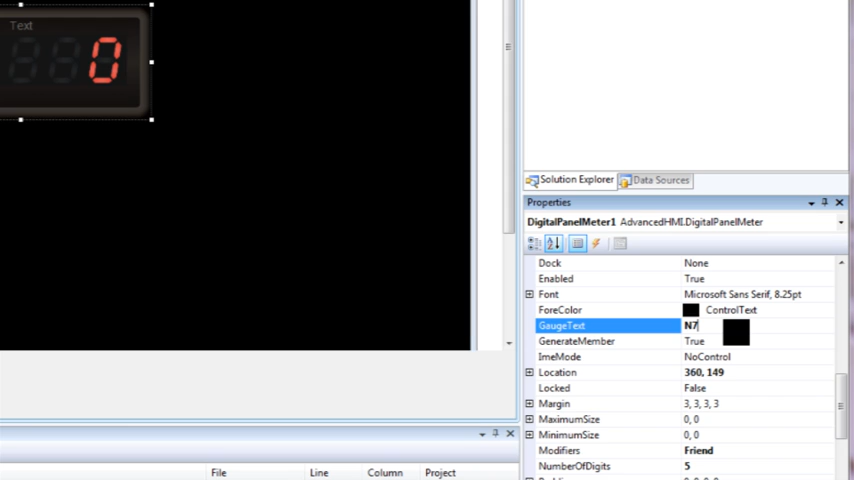 Text
0
Solution Explorer Data Sources
Properties
DigitalPanelMeter1 AdvancedHMI.DigitalPanelMeter
Dock None
Enabled True
Font Microsoft Sans Serif, 8.25pt
ForeColor ControlText
GaugeText N7
GenerateMember True
ImeMode NoControl
Location 360, 149
Locked False
Margin 3, 3, 3, 3
MaximumSize 0, 0
MinimumSize 0, 0
Modifiers Friend
NumberOfDigits 5
File Line Column Project